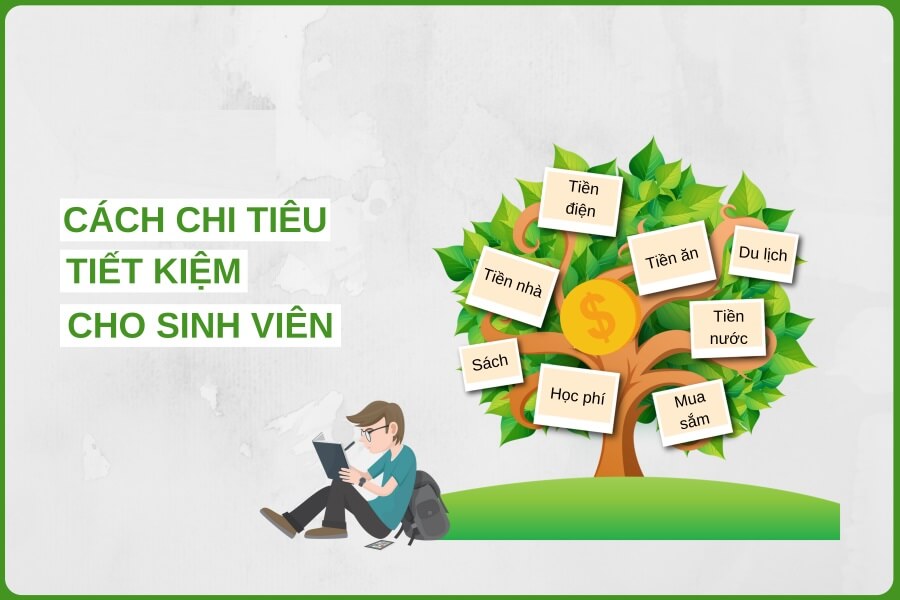 CÁCH CHI TIÊU
TIẾT KIỆM
CHO SINH VIÊN
Tiền
điện
Tiền ăn
Du lịch
Tiền nhà
Tiền
nước
Sách
Học phí
Mua
sắm